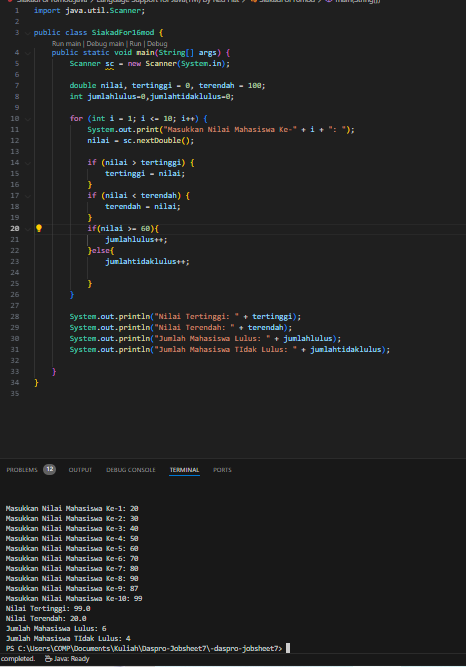 import java.util.Scanner;
public class SiakadFor16mod {
Run main | Debug main | Run | Debug
public static void main(String[] args) {
Scanner sc = new Scanner(System.in);
double nilai, tertinggi = 0, terendah = 100;
int jumlahlulus=0,jumlahtidaklulus=0;
for (int i = 1; i <= 10; i++) {
System.out.print("Masukkan Nilai Mahasiswa Ke-" + i + ": ");
nilai = sc.nextDouble();
if (nilai > tertinggi) {
tertinggi = nilai;
}
if (nilai < terendah) {
terendah = nilai;
}
if(nilai >= 60){
jumlahlulus++;
}else{
jumlahtidaklulus++;
}
}
System.out.println("Nilai Tertinggi: " + tertinggi);
System.out.println("Nilai Terendah: " + terendah);
System.out.println("Jumlah Mahasiswa Lulus: " + jumlahlulus);
System.out.println("Jumlah Mahasiswa TIdak Lulus: " + jumlahtidaklulus);
}
}
PROBLEMS 12 OUTPUT DEBUG CONSOLE TERMINAL PORTS
Masukkan Nilai Mahasiswa Ke-1: 20
Masukkan Nilai Mahasiswa Ke-2: 30
Masukkan Nilai Mahasiswa Ke-3: 40
Masukkan Nilai Mahasiswa Ke-4: 50
Masukkan Nilai Mahasiswa Ke-5: 60
Masukkan Nilai Mahasiswa Ke-6: 70
Masukkan Nilai Mahasiswa Ke-7: 80
Masukkan Nilai Mahasiswa Ke-8: 90
Masukkan Nilai Mahasiswa Ke-9: 87
Masukkan Nilai Mahasiswa Ke-10: 99
Nilai Tertinggi: 99.0
Nilai Terendah: 20.0
Jumlah Mahasiswa Lulus: 6
Jumlah Mahasiswa TIdak Lulus: 4
PS C:\Users\COMP\Documents\Kuliah\Daspro-Jobsheet7\-daspro-jobsheet7>
completed. Java: Ready